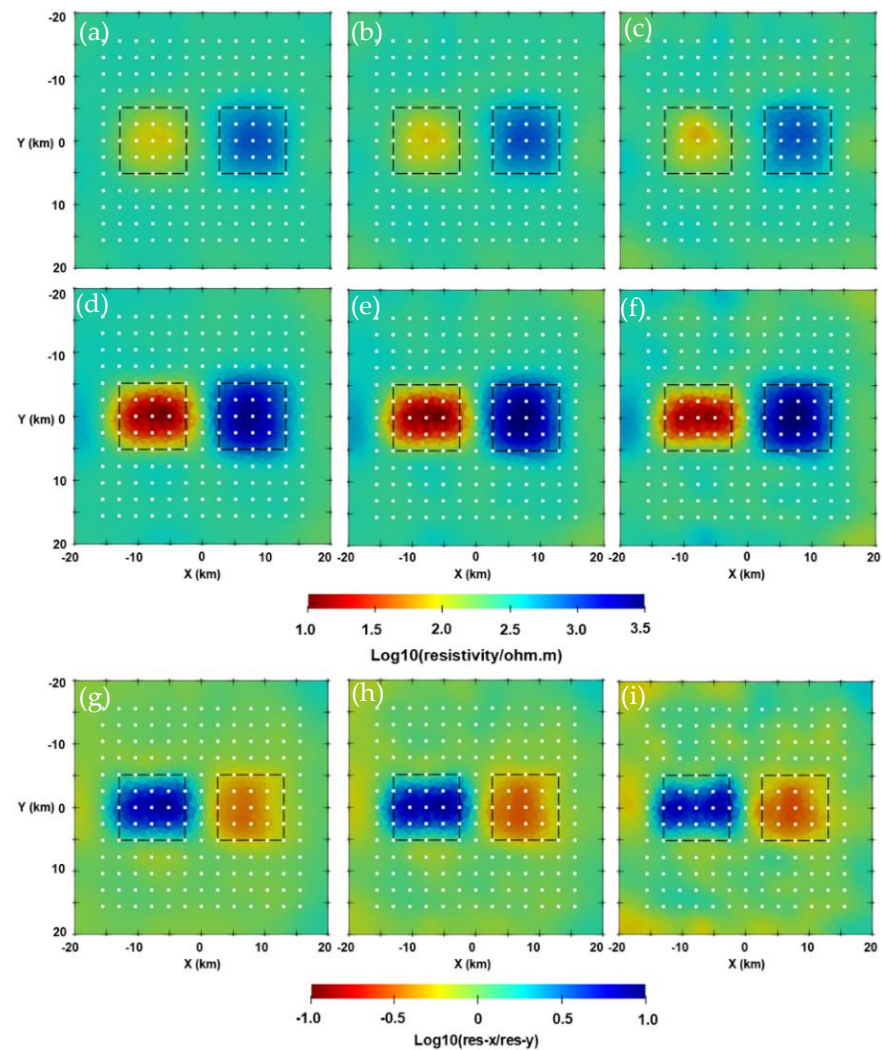 (a) (b) (c)
-20
-10
Y (km) 0
10
20
(d) (e) (f)
-20
-10
Y (km) 0
10
20
-20 -10 0 10 20 -20 -10 0 10 20 -20 -10 0 10 20
X (km) X (km) X (km)
1.0 1.5 2.0 2.5 3.0 3.5
Log10(resistivity/ohm.m)
(g) (h) (i)
-20
-10
Y (km) 0
10
20
-20 -10 0 10 20 -20 -10 0 10 20 -20 -10 0 10 20
X (km) X (km) X (km)
-1.0 -0.5 0 0.5 1.0
Log10(res-x/res-y)